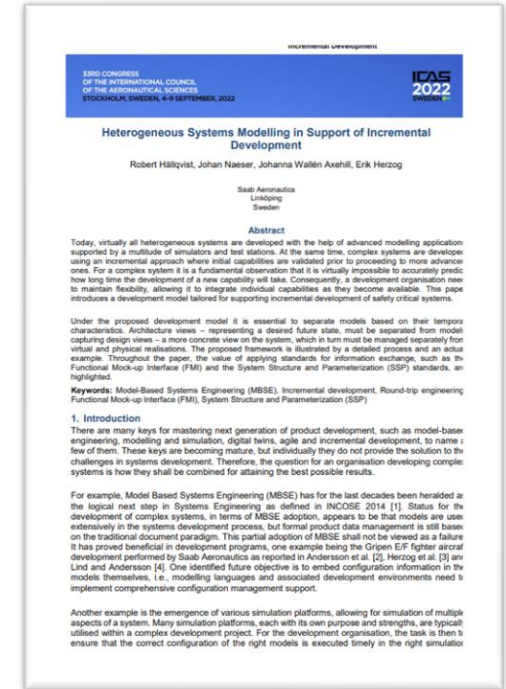 Incremental Development
33RD CONGRESS
OF THE INTERNATIONAL COUNCIL
OF THE AERONAUTICAL SCIENCES
STOCKHOLM, SWEDEN, 4-9 SEPTEMBER, 2022
ICAS
2022
SWEDEN
Heterogeneous Systems Modelling in Support of Incremental
Development
Robert Hällqvist, Johan Naeser, Johanna Wallén Axehill, Erik Herzog
Saab Aeronautics
Linköping
Sweden
Abstract
Today, virtually all heterogeneous systems are developed with the help of advanced modelling applications
supported by a multitude of simulators and test stations. At the same time, complex systems are develope
using an incremental approach where initial capabilities are validated prior to proceeding to more advance
ones. For a complex system it is a fundamental observation that it is virtually impossible to accurately predic
how long time the development of a new capability will take. Consequently, a development organisation nee
to maintain flexibility, allowing it to integrate individual capabilities as they become available. This pape
introduces a development model tailored for supporting incremental development of safety critical systems.
Under the proposed development model it is essential to separate models based on their tempora
characteristics. Architecture views – representing a desired future state, must be separated from model
capturing design views – a more concrete view on the system, which in turn must be managed separately from
virtual and physical realisations. The proposed framework is illustrated by a detailed process and an actua
example. Throughout the paper, the value of applying standards for information exchange, such as the
Functional Mock-up Interface (FMI) and the System Structure and Parameterization (SSP) standards, ar
highlighted.
Keywords: Model-Based Systems Engineering (MBSE), Incremental development, Round-trip engineering
Functional Mock-up Interface (FMI), System Structure and Parameterization (SSP)
1. Introduction
There are many keys for mastering next generation of product development, such as model-base
engineering, modelling and simulation, digital twins, agile and incremental development, to name a
few of them. These keys are becoming mature, but individually they do not provide the solution to the
challenges in systems development. Therefore, the question for an organisation developing comple
systems is how they shall be combined for attaining the best possible results.
For example, Model Based Systems Engineering (MBSE) has for the last decades been heralded as
the logical next step in Systems Engineering as defined in INCOSE 2014 [1]. Status for the
development of complex systems, in terms of MBSE adoption, appears to be that models are used
extensively in the systems development process, but formal product data management is still base
on the traditional document paradigm. This partial adoption of MBSE shall not be viewed as a failure
It has proved beneficial in development programs, one example being the Gripen E/F fighter aircraf
development performed by Saab Aeronautics as reported in Andersson et al. [2], Herzog et al. [3] and
Lind and Andersson [4]. One identified future objective is to embed configuration information in the
models themselves, i.e., modelling languages and associated development environments need to
implement comprehensive configuration management support.
Another example is the emergence of various simulation platforms, allowing for simulation of multiple
aspects of a system. Many simulation platforms, each with its own purpose and strengths, are typicall
utilised within a complex development project. For the development organisation, the task is then to
ensure that the correct configuration of the right models is executed timely in the right simulation